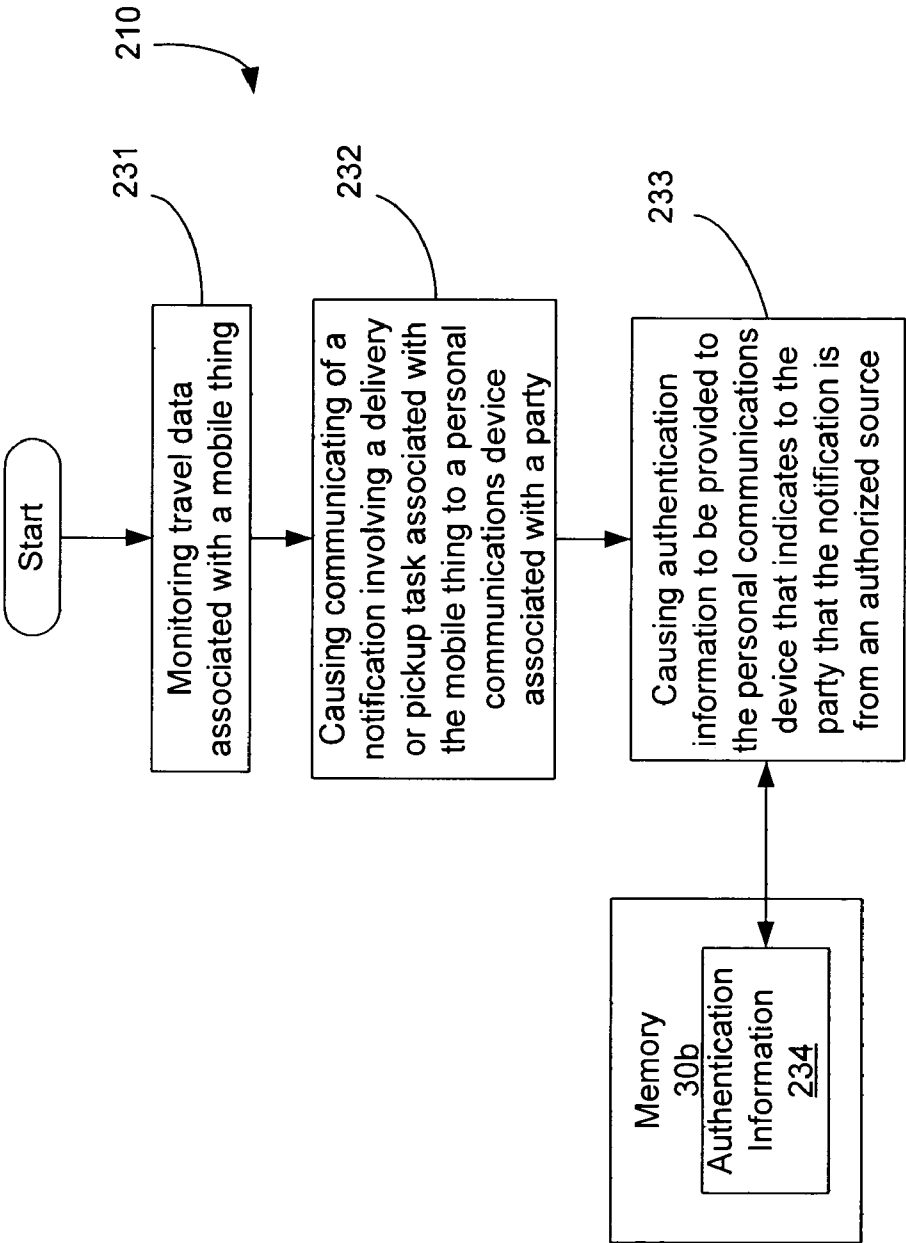 Start
210
Monitoring travel data
associated with a mobile thing
231
Causing communicating of a
notification involving a delivery
or pickup task associated with
the mobile thing to a personal
communications device
associated with a party
232
Causing authentication
information to be provided to
the personal communications
device that indicates to the
party that the notification is
from an authorized source
233
Memory
30b
Authentication
Information
234